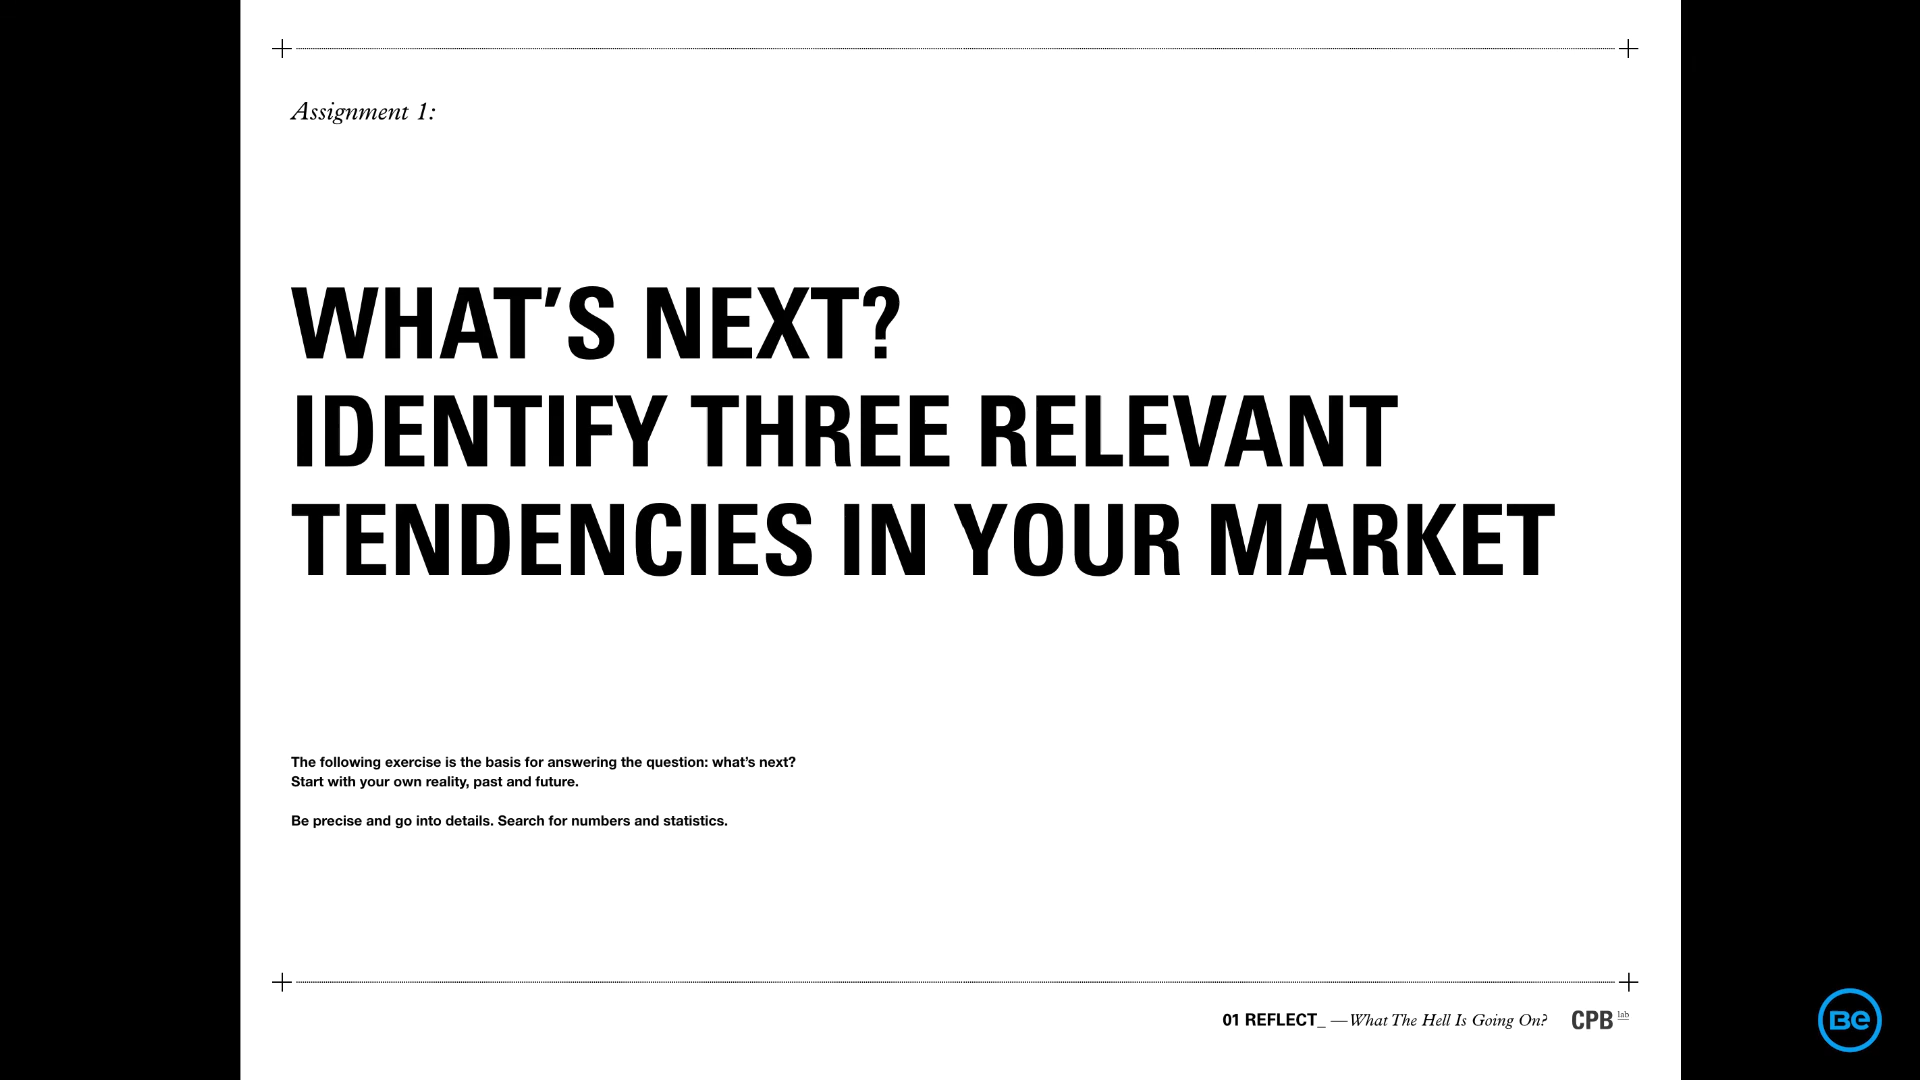 Assignment 1:
WHAT’S NEXT?
IDENTIFY THREE RELEVANT
TENDENCIES IN YOUR MARKET
The following exercise is the basis for answering the question: what’s next?
Start with your own reality, past and future.
Be precise and go into details. Search for numbers and statistics.
01 REFLECT_ —What The Hell Is Going On? CPB lab
BE